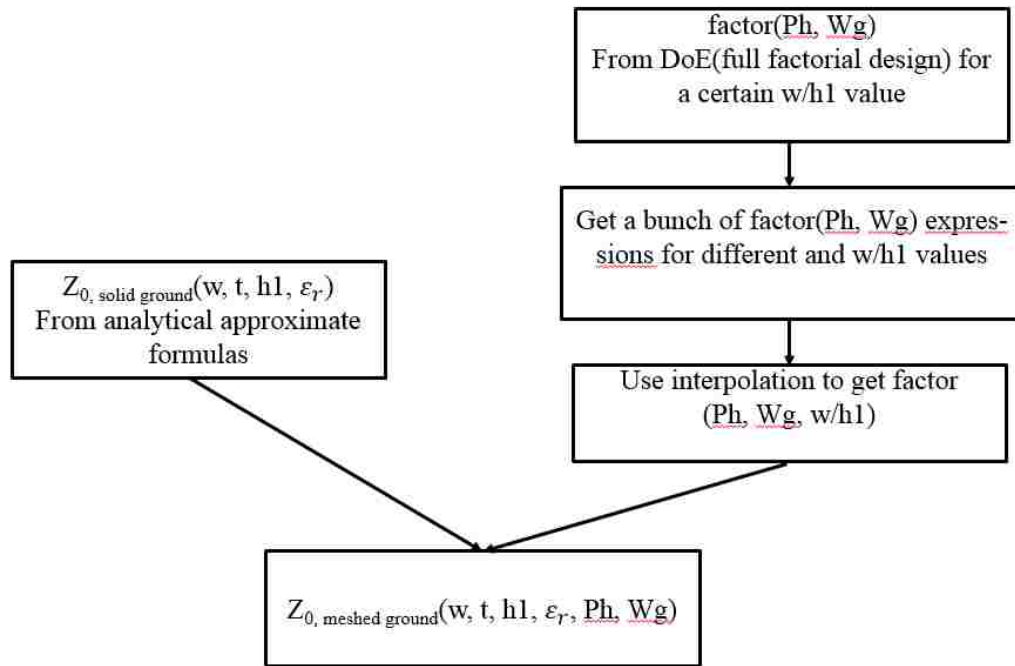 factor(Ph, Wg)
From DoE(full factorial design) for
a certain w/h1 value
Get a bunch of factor(Ph, Wg) expres-
sions for different and w/h1 values
Z0, solid ground(w, t, h1, εr)
From analytical approximate
formulas
Use interpolation to get factor
(Ph, Wg, w/h1)
Z0, meshed ground(w, t, h1, εr, Ph, Wg)